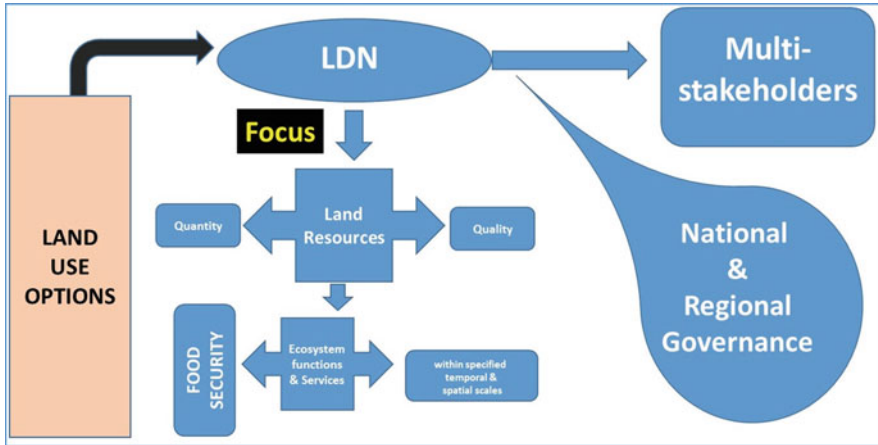 LDN
Multi-
stakeholders
Focus
Land
Resources
Quantity
Quality
LAND
USE
OPTIONS
National
&
Regional
Governance
FOOD
SECURITY
Ecosystem
functions
& Services
within specified
temporal &
spatial scales